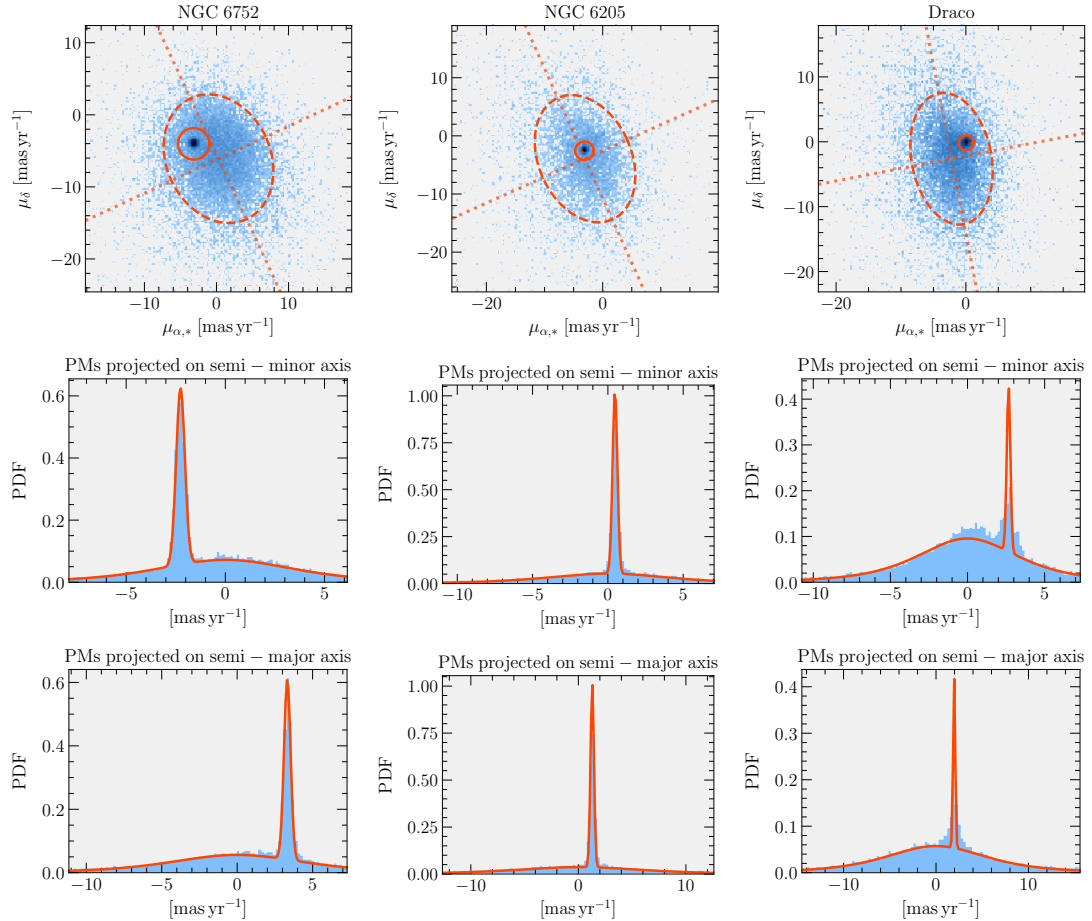 NGC 6752
NGC 6205
Draco
10
0
−10
−20
μδ [mas yr⁻¹]
−10
0
10
μα,∗ [mas yr⁻¹]
20
10
0
−10
−20
μδ [mas yr⁻¹]
−20
0
μα,∗ [mas yr⁻¹]
10
0
−10
−20
μδ [mas yr⁻¹]
−20
−10
0
10
μα,∗ [mas yr⁻¹]
PMs projected on semi − minor axis
PMs projected on semi − minor axis
PMs projected on semi − minor axis
0.6
0.4
0.2
0.0
PDF
−5
0
5
[mas yr⁻¹]
1.00
0.75
0.50
0.25
0.00
PDF
−10
−5
0
5
[mas yr⁻¹]
0.4
0.3
0.2
0.1
0.0
PDF
−10
−5
0
5
[mas yr⁻¹]
PMs projected on semi − major axis
PMs projected on semi − major axis
PMs projected on semi − major axis
0.6
0.4
0.2
0.0
PDF
−10
−5
0
5
[mas yr⁻¹]
1.00
0.75
0.50
0.25
0.00
PDF
−10
0
10
[mas yr⁻¹]
0.4
0.3
0.2
0.1
0.0
PDF
−10
0
10
[mas yr⁻¹]